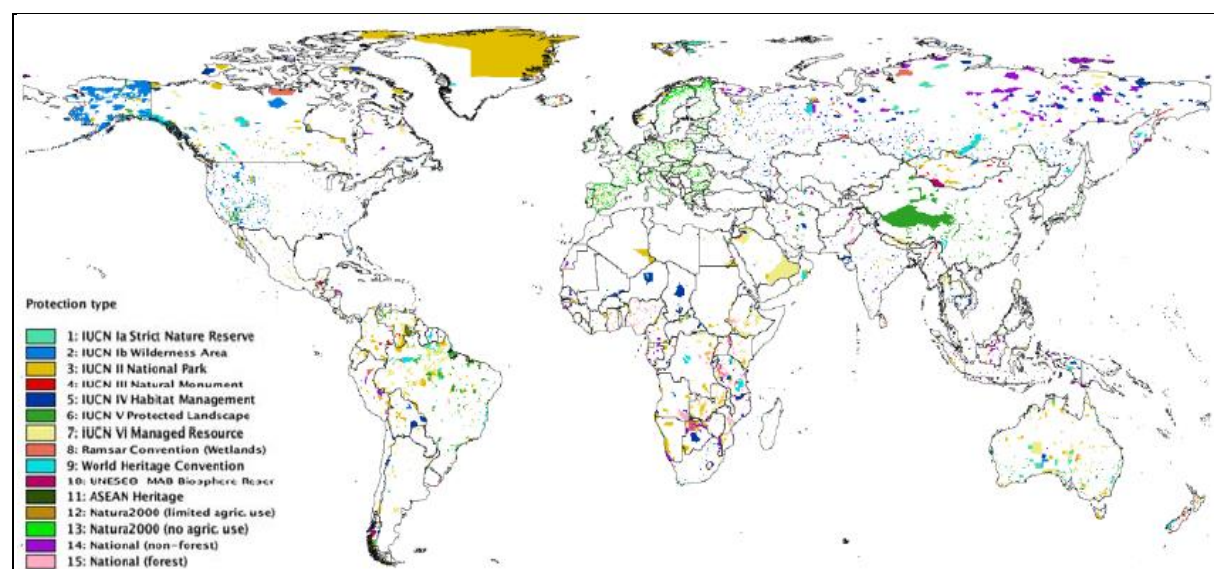 Protection type
1: IUCN Ia Strict Nature Reserve
2: IUCN Ib Wilderness Area
3: IUCN II National Park
4: IUCN III Natural Monument
5: IUCN IV Habitat Management
6: IUCN V Protected Landscape
7: IUCN VI Managed Resource
8: Ramsar Convention (Wetlands)
9: World Heritage Convention
10: UNESCO MAB Biosphere Reser
11: ASEAN Heritage
12: Natura2000 (limited agric. use)
13: Natura2000 (no agric. use)
14: National (non-forest)
15: National (forest)